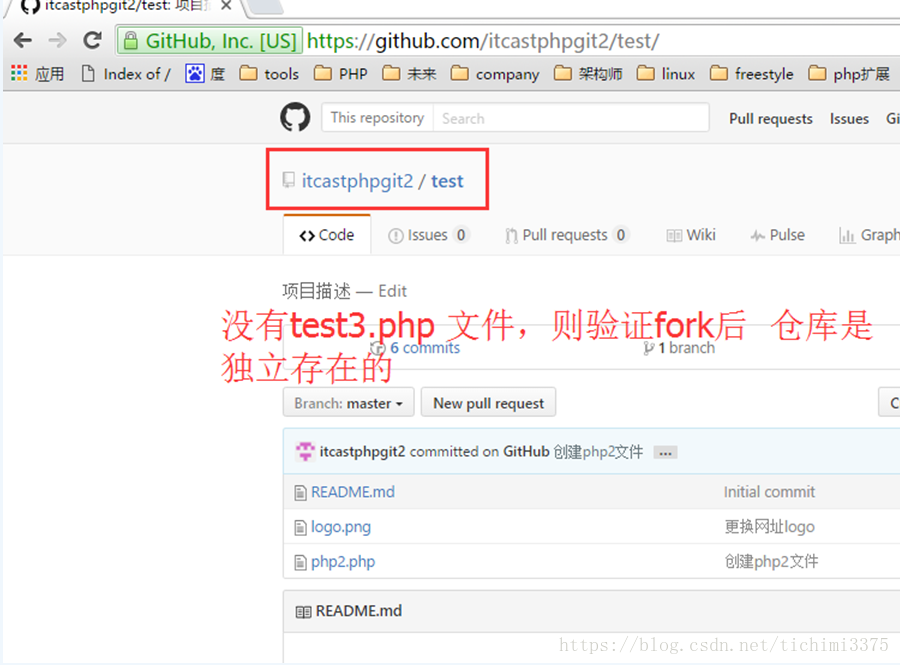 itcastphpgit2/test: 项目
GitHub, Inc. [US] https://github.com/itcastphpgit2/test/
应用 Index of / 度 tools PHP 未来 company 架构师 linux freestyle php扩展
This repository Search Pull requests Issues Gi
itcastphpgit2 / test
Code Issues 0 Pull requests 0 Wiki Pulse Graph
项目描述 — Edit
没有test3.php 文件，则验证fork后 仓库是
独立存在的
6 commits 1 branch
Branch: master New pull request C
itcastphpgit2 committed on GitHub 创建php2文件 ...
README.md Initial commit
logo.png 更换网址logo
php2.php 创建php2文件
README.md
https://blog.csdn.net/tichimi3375